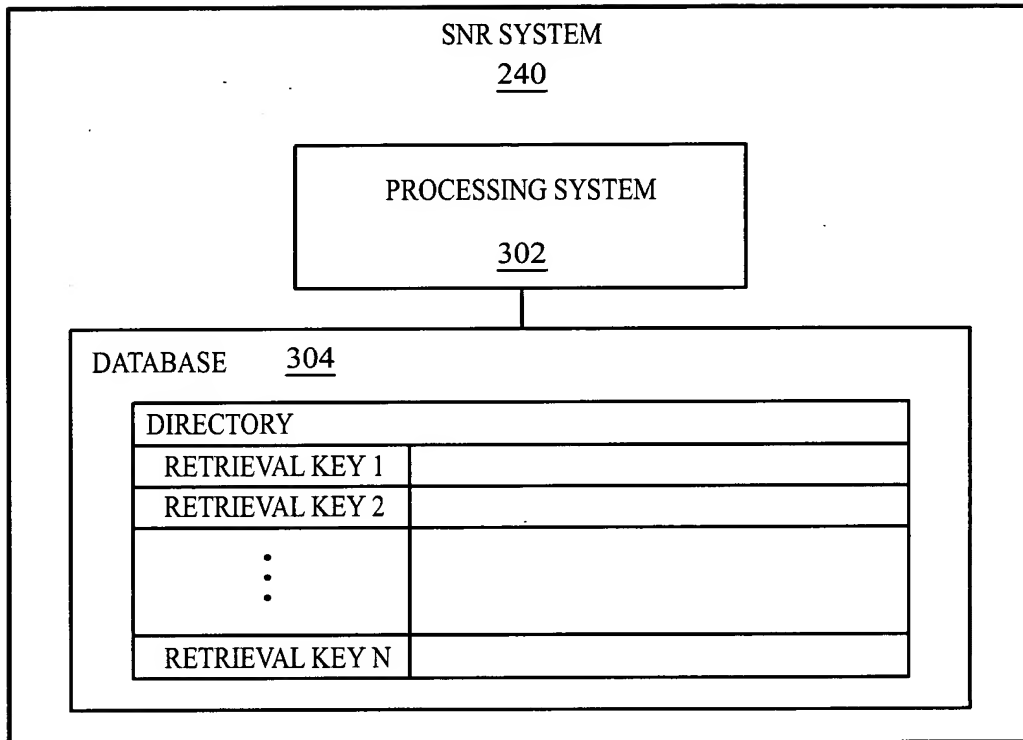 SNR SYSTEM
240
PROCESSING SYSTEM
302
DATABASE 304
DIRECTORY
RETRIEVAL KEY 1
RETRIEVAL KEY 2
RETRIEVAL KEY N